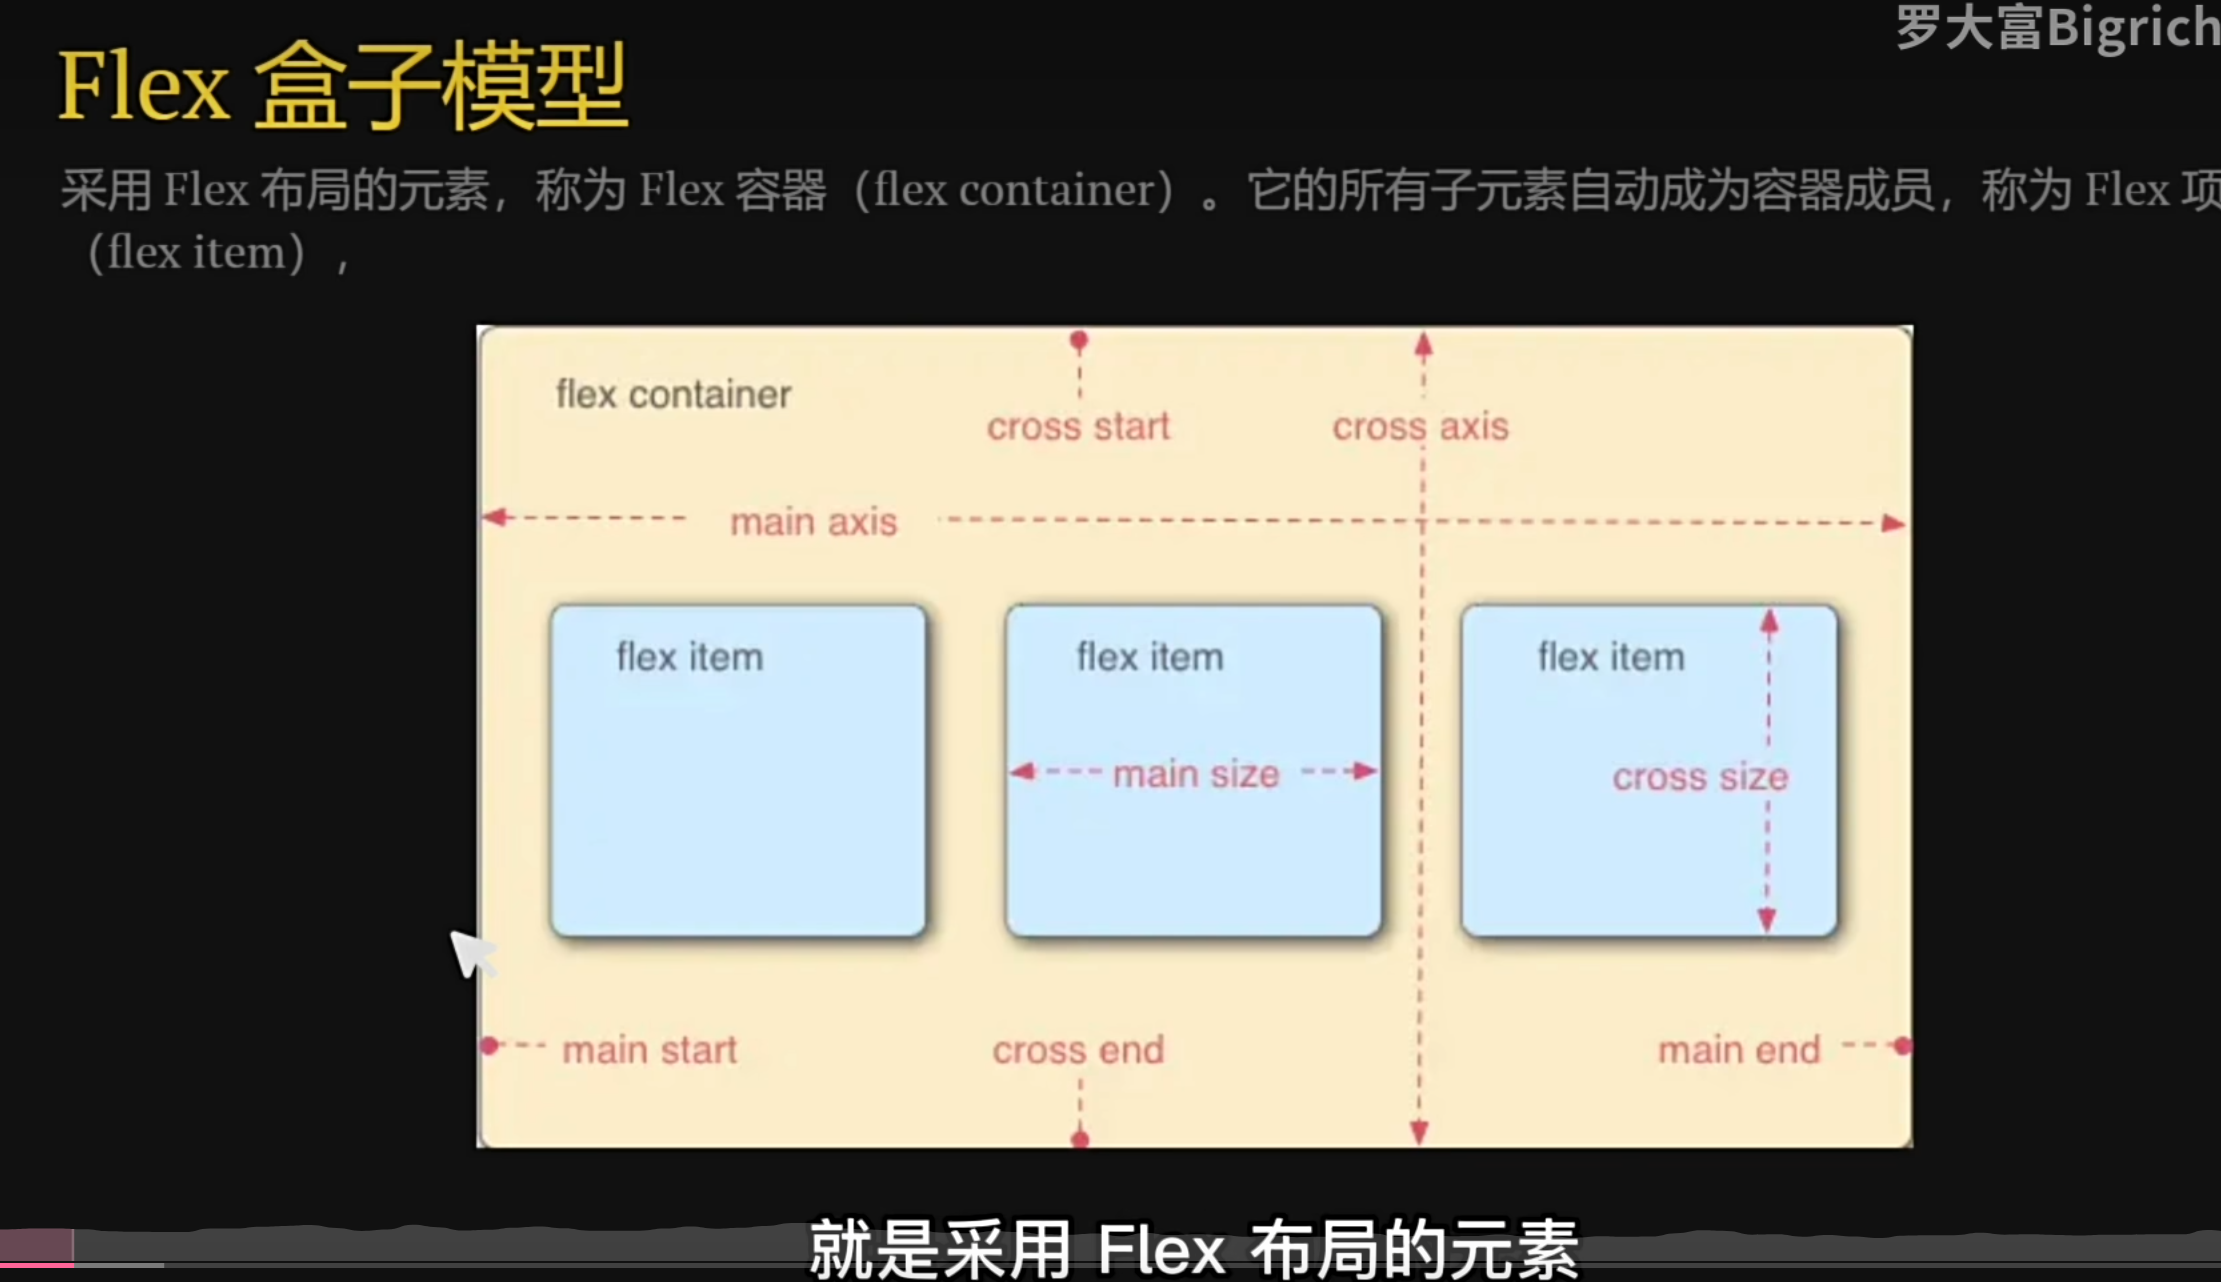 罗大富Bigrich
Flex 盒子模型
采用 Flex 布局的元素，称为 Flex 容器（flex container）。它的所有子元素自动成为容器成员，称为 Flex 项
（flex item），
flex container
cross start
cross axis
main axis
flex item
flex item
flex item
main size
cross size
main start
cross end
main end
就是采用 Flex 布局的元素